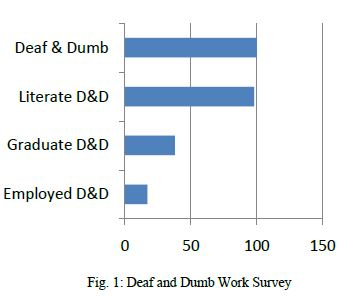 Deaf & Dumb
Literate D&D
Graduate D&D
Employed D&D
0 50 100 150
Fig. 1: Deaf and Dumb Work Survey